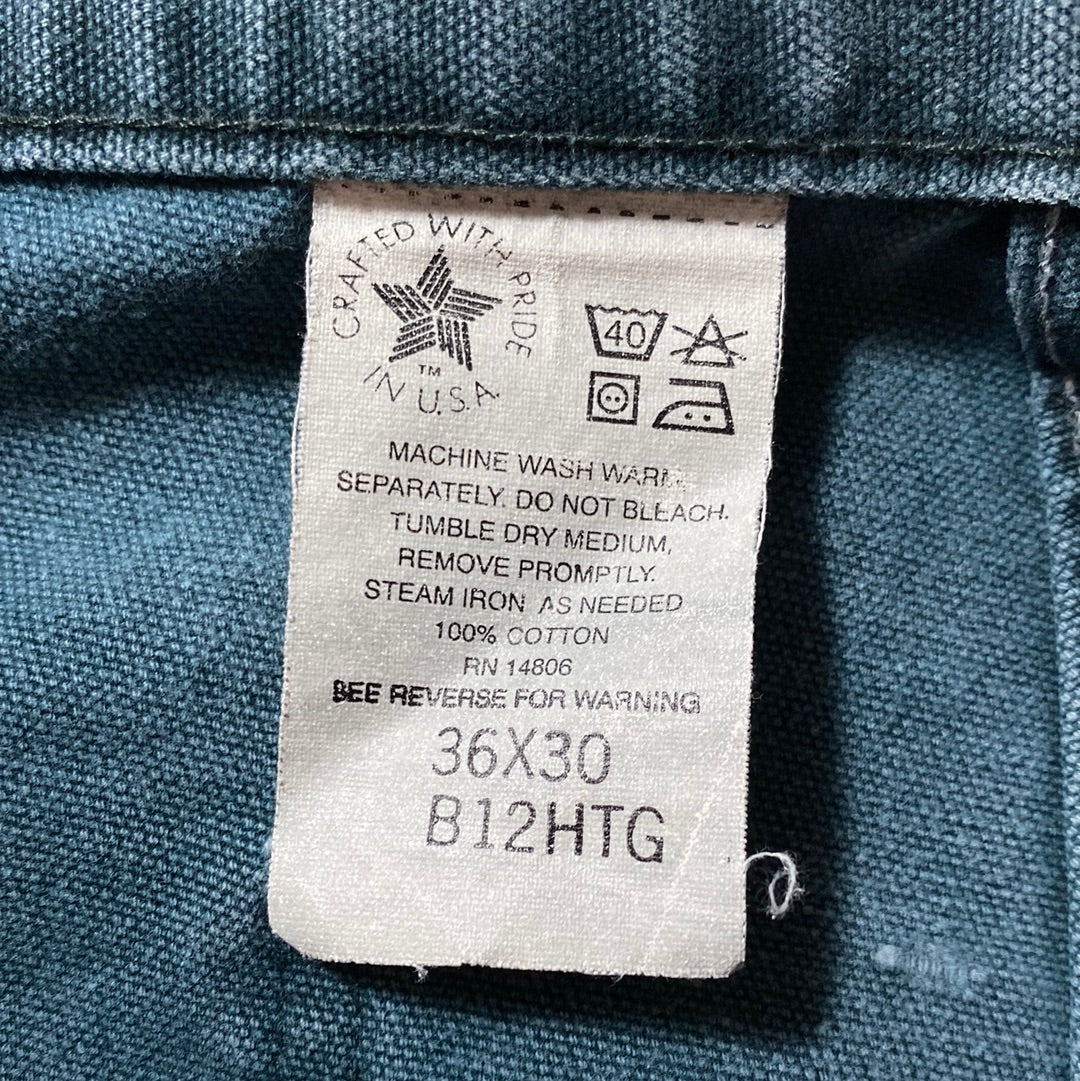 CRAFTED WITH PRIDE
TM
IN U.S.A.
40
MACHINE WASH WARM,
SEPARATELY. DO NOT BLEACH.
TUMBLE DRY MEDIUM,
REMOVE PROMPTLY.
STEAM IRON AS NEEDED
100% COTTON
RN 14806
SEE REVERSE FOR WARNING
36X30
B12HTG